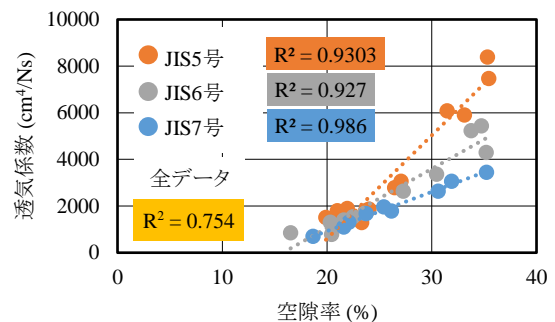 10000
8000
6000
4000
2000
0
透気係数 (cm⁴/Ns)
JIS5号
R² = 0.9303
JIS6号
R² = 0.927
JIS7号
R² = 0.986
全データ
R² = 0.754
0
10
20
30
40
空隙率 (%)